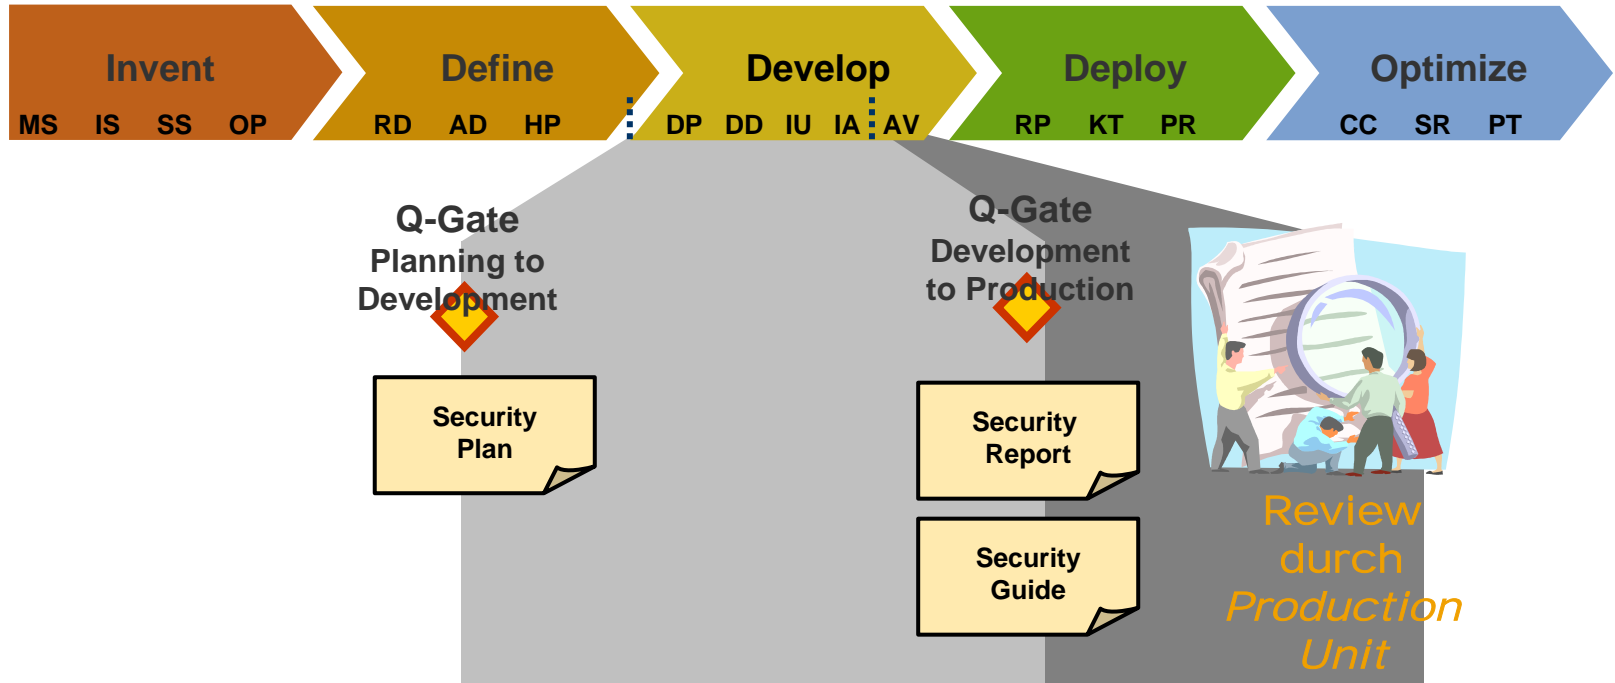 Invent Define Develop Deploy Optimize
MS IS SS OP RD AD HP DP DD IU IA AV RP KT PR CC SR PT
Q-Gate
Planning to
Development
Q-Gate
Development
to Production
Security
Plan
Security
Report
Security
Guide
Review
durch
Production
Unit